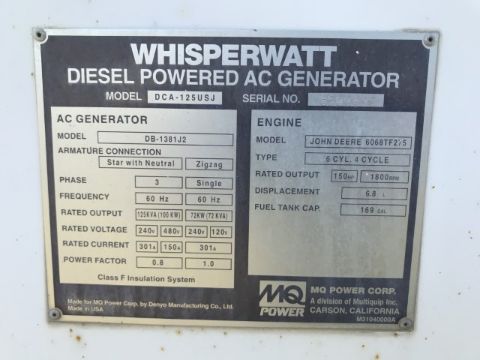 WHISPERWATT
DIESEL POWERED AC GENERATOR
MODEL DCA-125USJ SERIAL NO.
AC GENERATOR
MODEL DB-1381J2
ARMATURE CONNECTION
Star with Neutral Zigzag
PHASE 3 Single
FREQUENCY 60 Hz 60 Hz
RATED OUTPUT 125KVA (100 KW) 72KW (72 KVA)
RATED VOLTAGE 240V 480V 240V 120V
RATED CURRENT 301A 150A 301A
POWER FACTOR 0.8 1.0
Class F Insulation System
Made for MQ Power Corp. by Denyo Manufacturing Co., Ltd.
Made in USA
ENGINE
MODEL JOHN DEERE 6068TF275
TYPE 6 CYL, 4 CYCLE
RATED OUTPUT 150HP 1800RPM
DISPLACEMENT 6.8 L
FUEL TANK CAP. 169 GAL
MQ
POWER
MQ POWER CORP.
A division of Multiquip Inc.
CARSON, CALIFORNIA